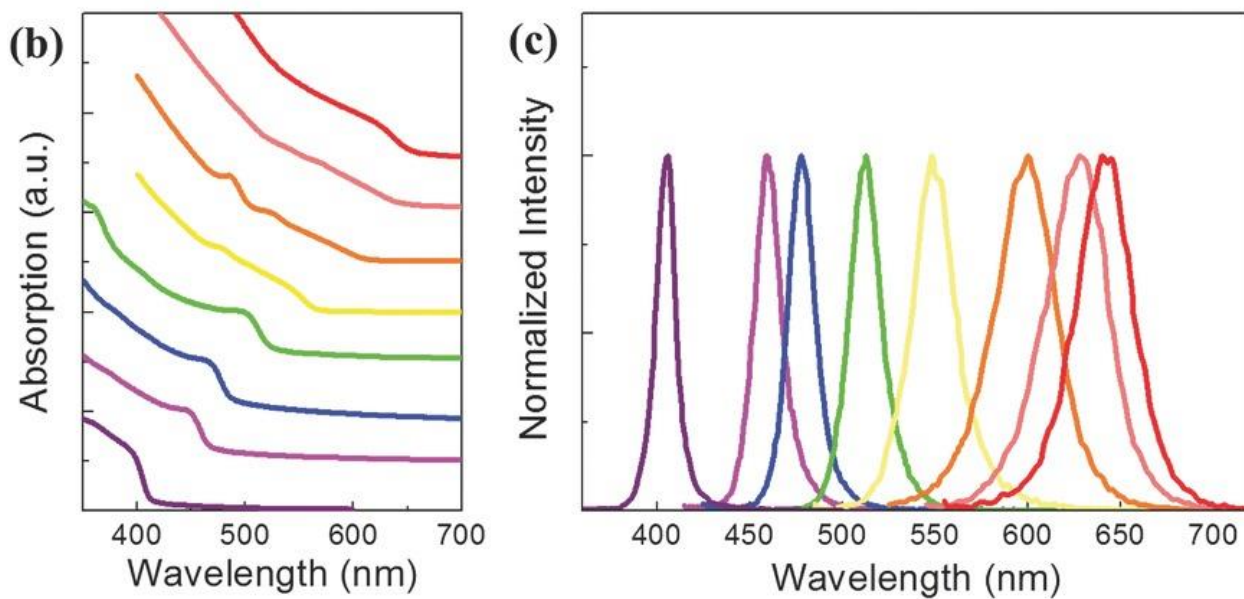 (b)
Absorption (a.u.)
400 500 600 700
Wavelength (nm)
(c)
Normalized Intensity
400 450 500 550 600 650 700
Wavelength (nm)